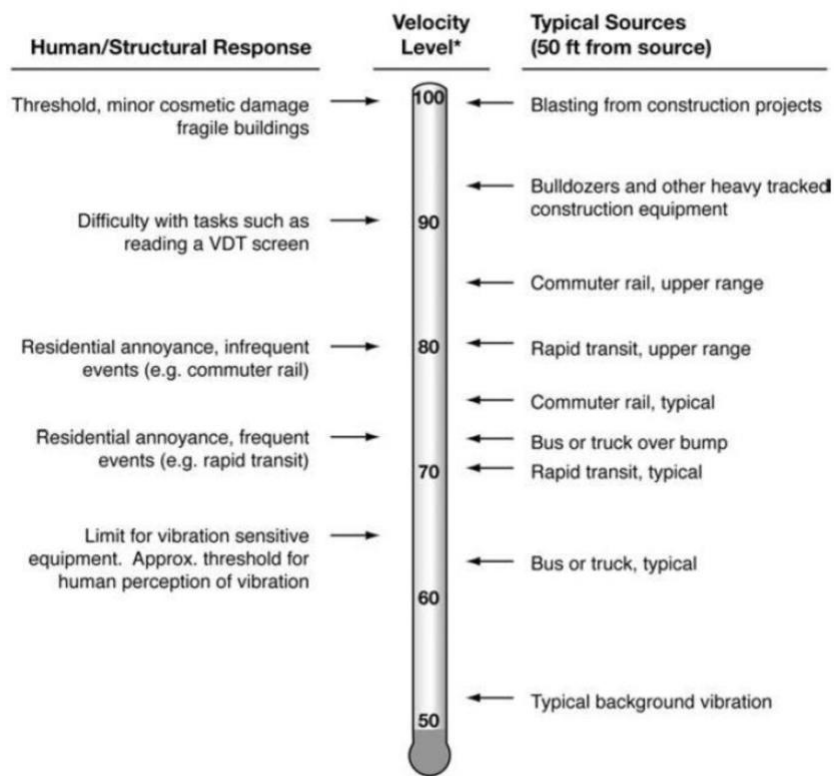 Human/Structural Response
Velocity
Level*
Typical Sources
(50 ft from source)
Threshold, minor cosmetic damage
fragile buildings
100
Blasting from construction projects
Bulldozers and other heavy tracked
construction equipment
Difficulty with tasks such as
reading a VDT screen
90
Commuter rail, upper range
Residential annoyance, infrequent
events (e.g. commuter rail)
80
Rapid transit, upper range
Commuter rail, typical
Residential annoyance, frequent
events (e.g. rapid transit)
Bus or truck over bump
70
Rapid transit, typical
Limit for vibration sensitive
equipment. Approx. threshold for
human perception of vibration
Bus or truck, typical
60
Typical background vibration
50